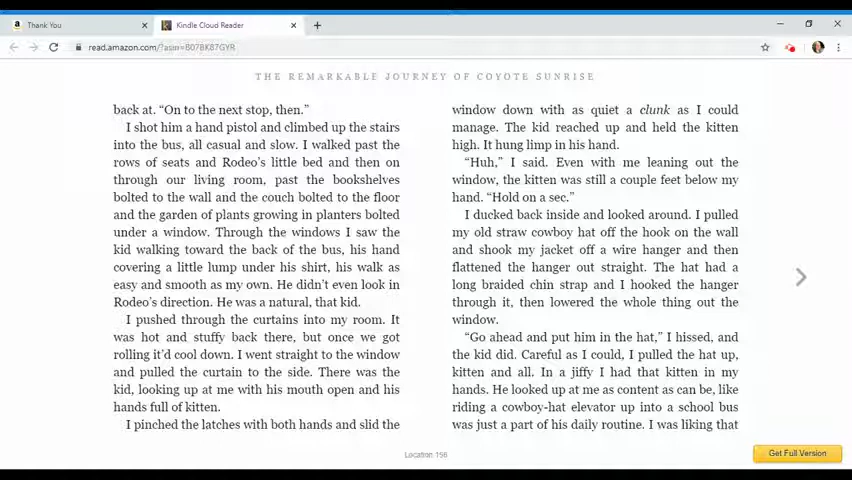 Thank You
Kindle Cloud Reader
read.amazon.com/?asin=B07BK87GYR
THE REMARKABLE JOURNEY OF COYOTE SUNRISE
back at. “On to the next stop, then.”
I shot him a hand pistol and climbed up the stairs
into the bus, all casual and slow. I walked past the
rows of seats and Rodeo’s little bed and then on
through our living room, past the bookshelves
bolted to the wall and the couch bolted to the floor
and the garden of plants growing in planters bolted
under a window. Through the windows I saw the
kid walking toward the back of the bus, his hand
covering a little lump under his shirt, his walk as
easy and smooth as my own. He didn’t even look in
Rodeo’s direction. He was a natural, that kid.
I pushed through the curtains into my room. It
was hot and stuffy back there, but once we got
rolling it’d cool down. I went straight to the window
and pulled the curtain to the side. There was the
kid, looking up at me with his mouth open and his
hands full of kitten.
I pinched the latches with both hands and slid the
window down with as quiet a clunk as I could
manage. The kid reached up and held the kitten
high. It hung limp in his hand.
“Huh,” I said. Even with me leaning out the
window, the kitten was still a couple feet below my
hand. “Hold on a sec.”
I ducked back inside and looked around. I pulled
my old straw cowboy hat off the hook on the wall
and shook my jacket off a wire hanger and then
flattened the hanger out straight. The hat had a
long braided chin strap and I hooked the hanger
through it, then lowered the whole thing out the
window.
“Go ahead and put him in the hat,” I hissed, and
the kid did. Careful as I could, I pulled the hat up,
kitten and all. In a jiffy I had that kitten in my
hands. He looked up at me as content as can be, like
riding a cowboy-hat elevator up into a school bus
was just a part of his daily routine. I was liking that
Location 156
Get Full Version